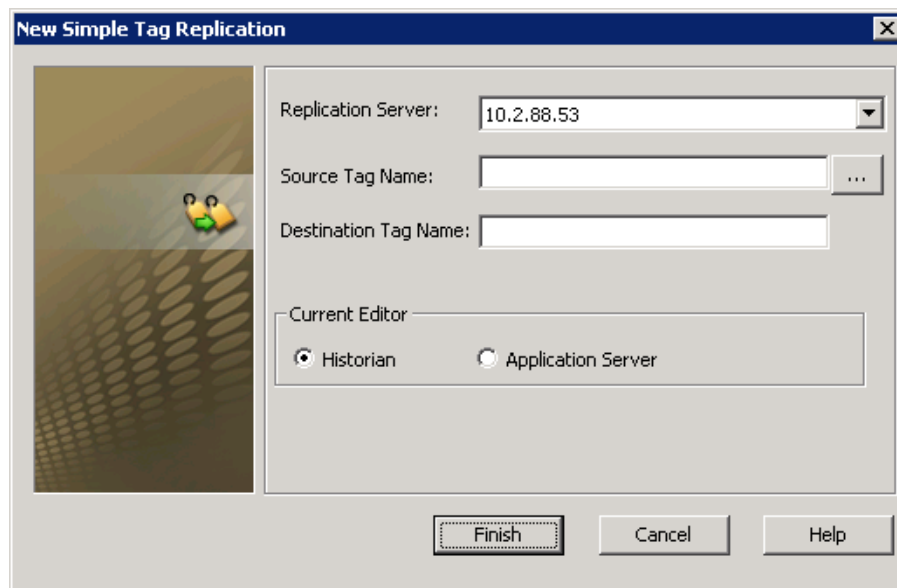 New Simple Tag Replication
Replication Server:
10.2.88.53
Source Tag Name:
...
Destination Tag Name:
Current Editor
Historian
Application Server
Finish
Cancel
Help